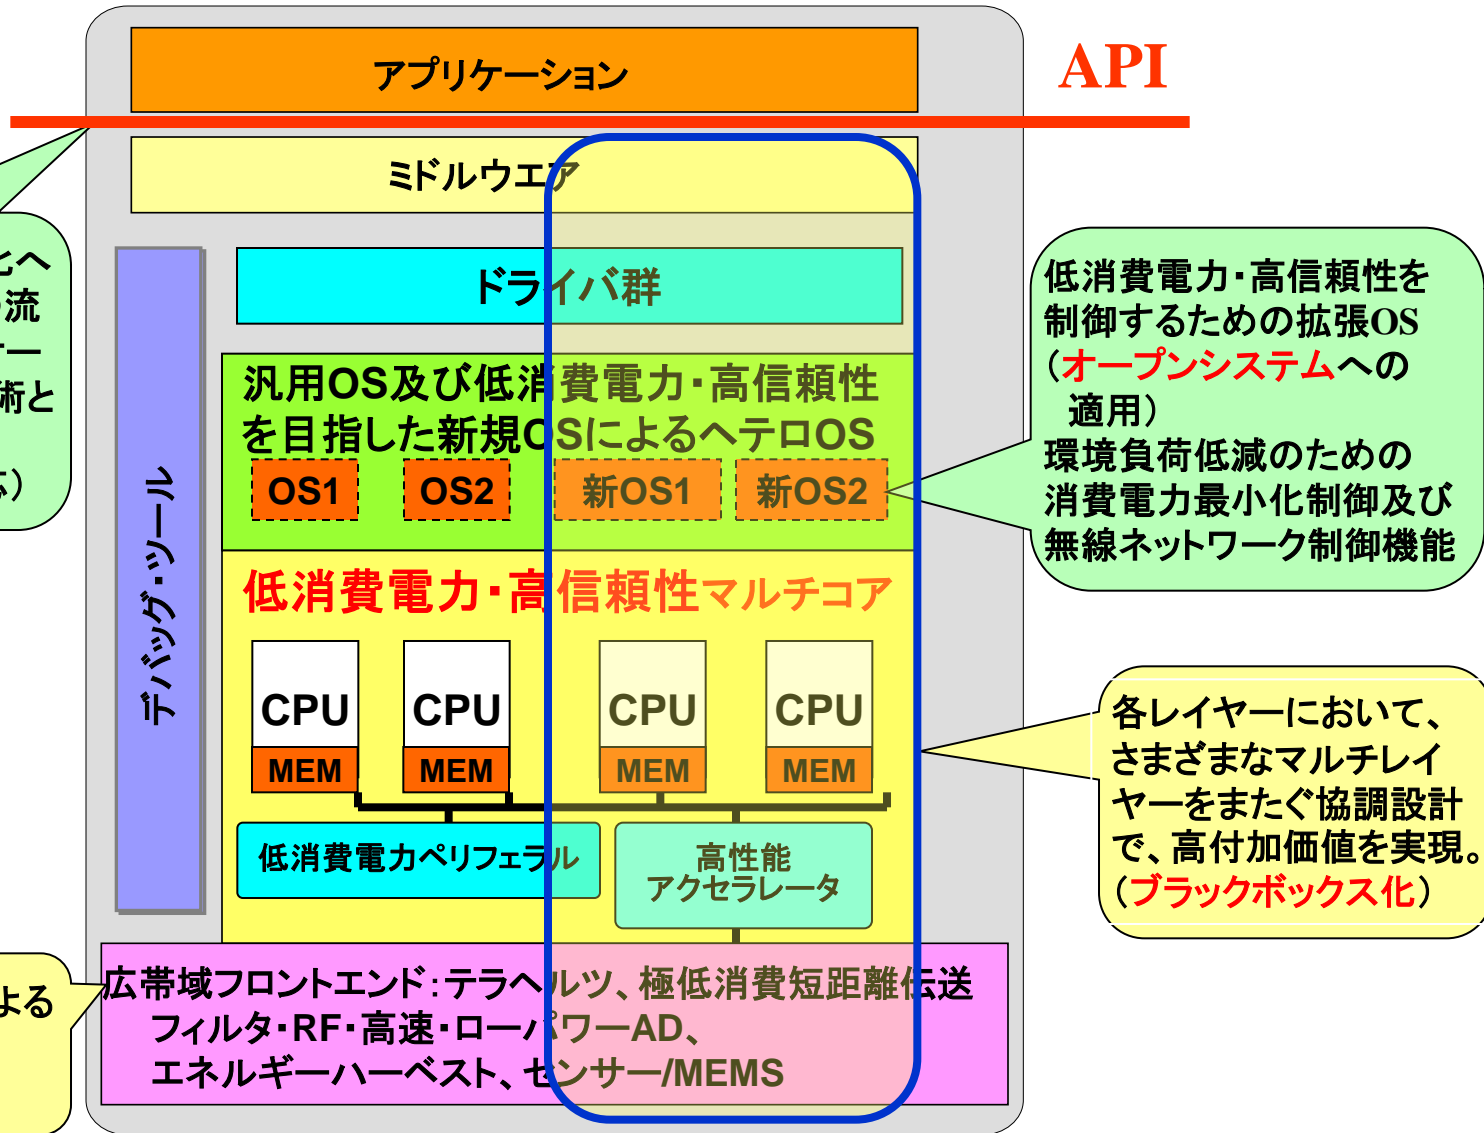 アプリケーション
API
ミドルウエア
ドライバ群
汎用OS及び低消費電力・高信頼性
を目指した新規OSによるヘテロOS
OS1
OS2
新OS1
新OS2
低消費電力・高信頼性マルチコア
CPU
CPU
CPU
CPU
MEM
MEM
MEM
MEM
低消費電力ペリフェラル
高性能
アクセラレータ
デバッグ・ツール
広帯域フロントエンド：テラヘルツ、極低消費短距離伝送
フィルタ・RF・高速・ローパワーAD、
エネルギーハーベスト、センサー/MEMS
低消費電力・高信頼性を
制御するための拡張OS
（オープンシステムへの
適用）
環境負荷低減のための
消費電力最小化制御及び
無線ネットワーク制御機能
各レイヤーにおいて、
さまざまなマルチレイ
ヤーをまたぐ協調設計
で、高付加価値を実現。
（ブラックボックス化）
へ
流
ー
術と
）
よる